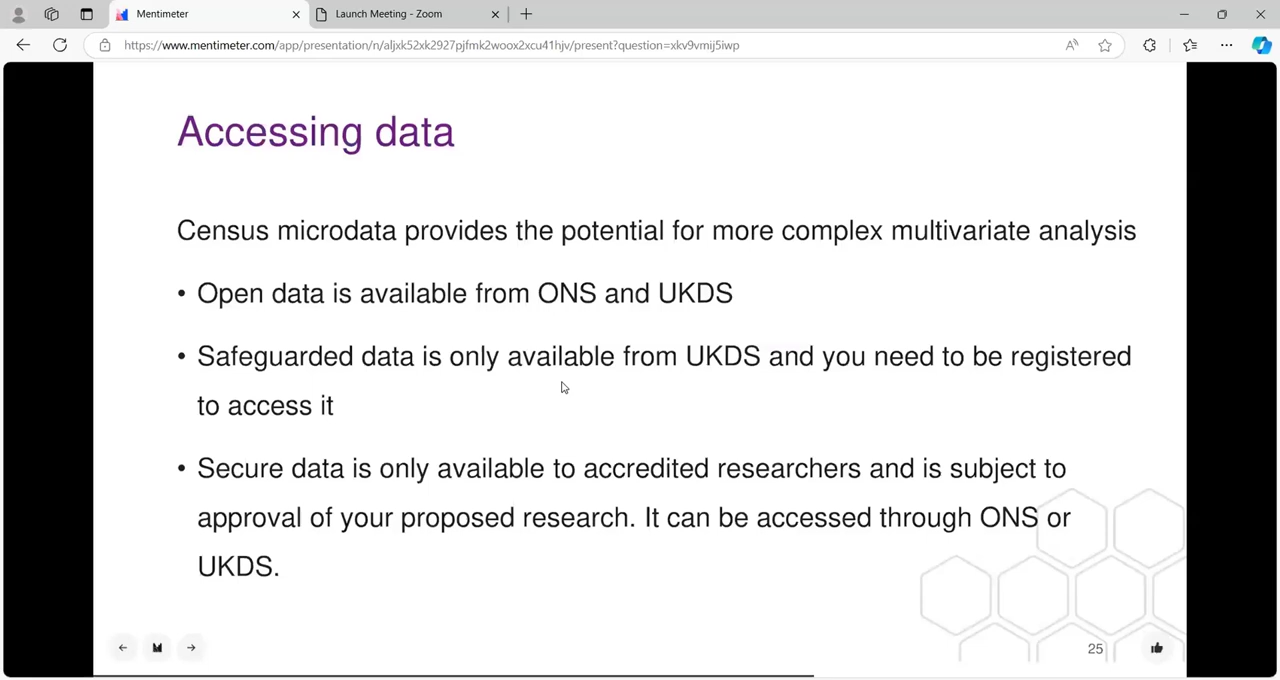 Mentimeter
Launch Meeting - Zoom
https://www.mentimeter.com/app/presentation/n/aljxk52xk2927pjfmk2woox2xcu41hjv/present?question=xkv9vmij5iwp
Accessing data
Census microdata provides the potential for more complex multivariate analysis
• Open data is available from ONS and UKDS
• Safeguarded data is only available from UKDS and you need to be registered
to access it
• Secure data is only available to accredited researchers and is subject to
approval of your proposed research. It can be accessed through ONS or
UKDS.
25